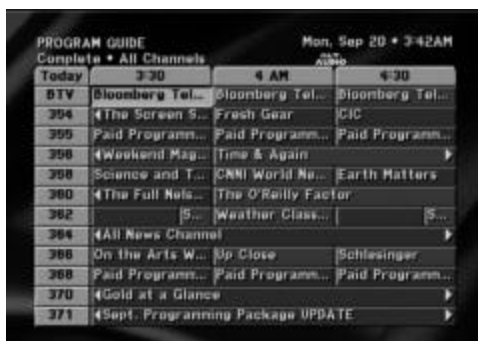 PROGRAM GUIDE Mon, Sep 20 • 3:42AM
Complete • All Channels ALT AUDIO
Today 3:30 4 AM 4:30
BTV Bloomberg Tel... Bloomberg Tel... Bloomberg Tel...
354 The Screen S... Fresh Gear CIC
355 Paid Programm... Paid Programm... Paid Programm...
356 Weekend Mag... Time & Again
358 Science and T... CNNI World Ne... Earth Matters
360 The Full Nels... The O'Reilly Factor
362 S... Weather Class... S...
364 All News Channel
366 On the Arts W... Up Close Schlesinger
368 Paid Programm... Paid Programm... Paid Programm...
370 Gold at a Glance
371 Sept. Programming Package UPDATE